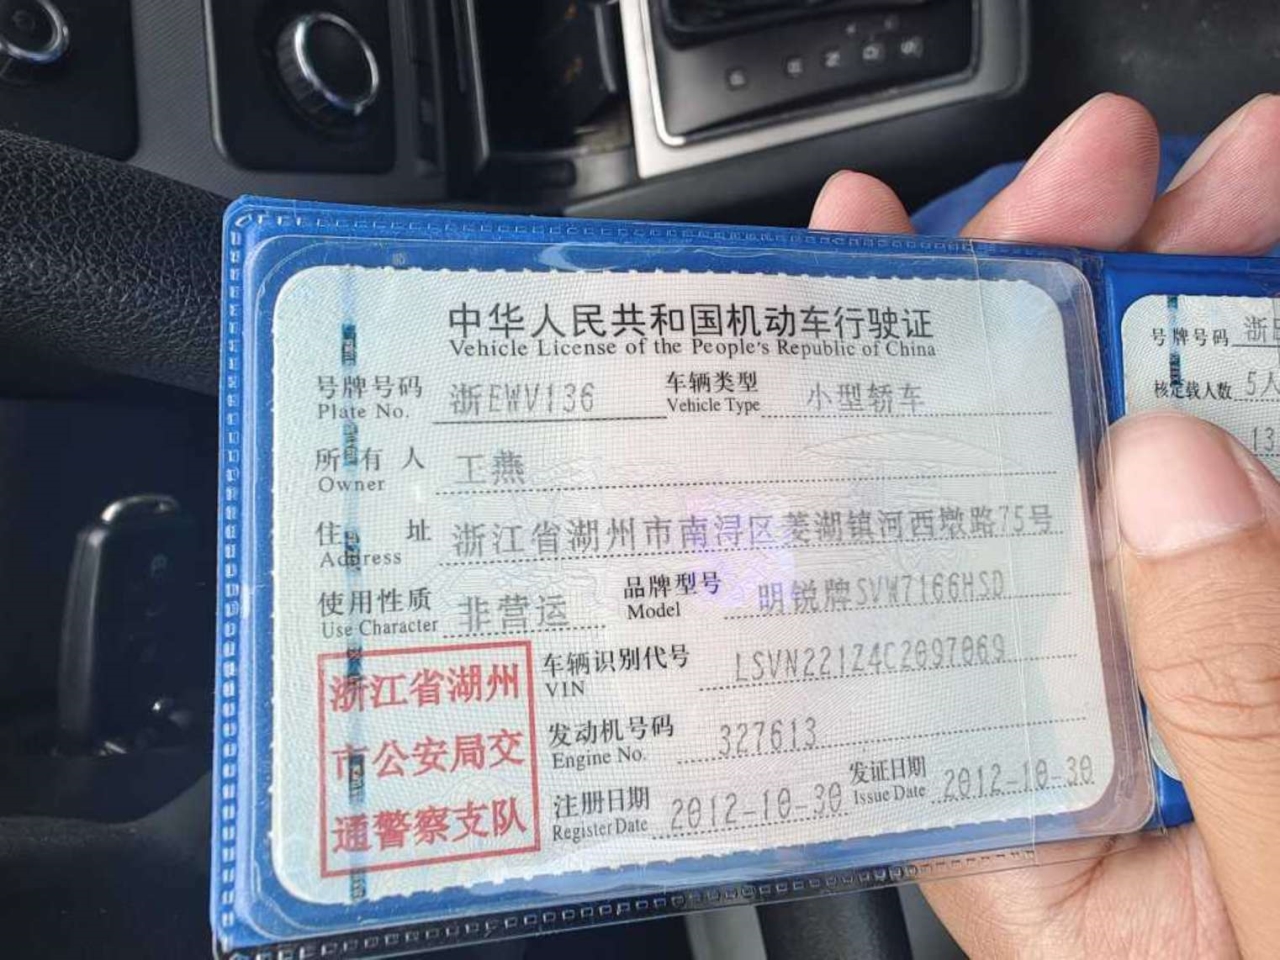 P R N D S
中华人民共和国机动车行驶证
Vehicle License of the People's Republic of China
号牌号码 浙EWV136 车辆类型 小型轿车
Plate No. Vehicle Type
所有人 王燕
Owner
住址 浙江省湖州市南浔区菱湖镇河西墩路75号
Address
使用性质 非营运 品牌型号 明锐牌SVW7166HSD
Use Character Model
浙江省湖州
市公安局交
通警察支队
车辆识别代号 LSVN221Z4C2097069
VIN
发动机号码 327613
Engine No.
注册日期 2012-10-30 发证日期 2012-10-30
Register Date Issue Date
号牌号码 浙
核定载人数 5人
13